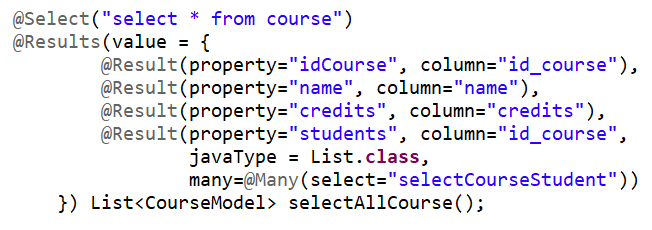 @Select("select * from course")
@Results(value = {
@Result(property="idCourse", column="id_course"),
@Result(property="name", column="name"),
@Result(property="credits", column="credits"),
@Result(property="students", column="id_course",
javaType = List.class,
many=@Many(select="selectCourseStudent"))
}) List<CourseModel> selectAllCourse();